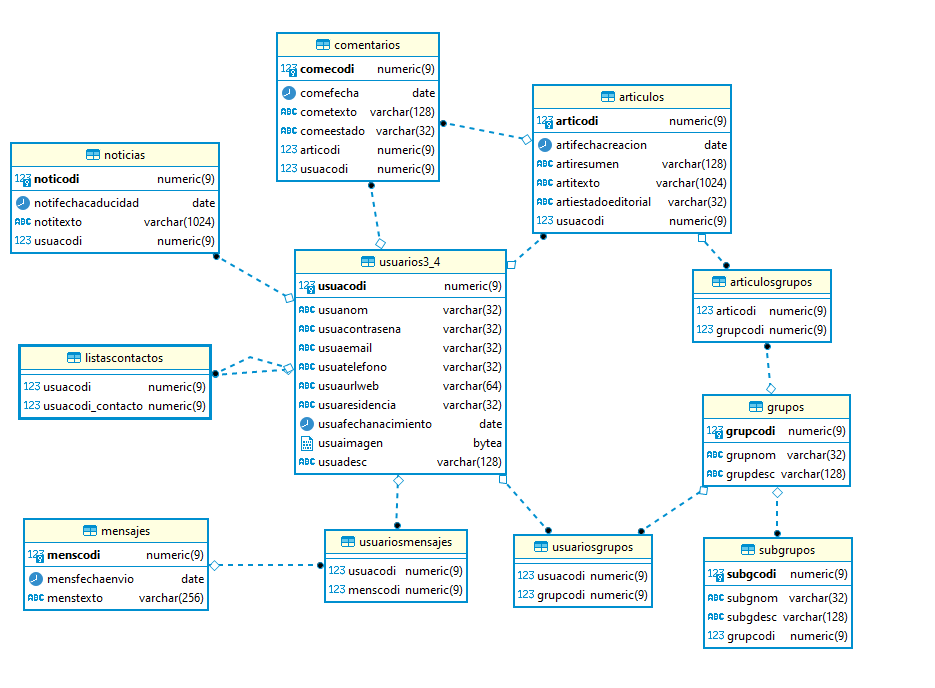 comentarios
123 comecodi numeric(9)
comefecha date
ABC cometexto varchar(128)
ABC comeestado varchar(32)
123 articodi numeric(9)
123 usuacodi numeric(9)
articulos
123 articodi numeric(9)
artifechacreacion date
ABC artiresumen varchar(128)
ABC artitexto varchar(1024)
ABC artiestadoeditorial varchar(32)
123 usuacodi numeric(9)
noticias
123 noticodi numeric(9)
notifechacaducidad date
ABC notitexto varchar(1024)
123 usuacodi numeric(9)
usuarios3_4
123 usuacodi numeric(9)
ABC usuanom varchar(32)
ABC usuacontrasena varchar(32)
ABC usuaemail varchar(32)
ABC usuatelefono varchar(32)
ABC usuaurlweb varchar(64)
ABC usuaresidencia varchar(32)
usuafechanacimiento date
usuaimagen bytea
ABC usuadesc varchar(128)
articulosgrupos
123 articodi numeric(9)
123 grupcodi numeric(9)
listascontactos
123 usuacodi numeric(9)
123 usuacodi_contacto numeric(9)
grupos
123 grupcodi numeric(9)
ABC grupnom varchar(32)
ABC grupdesc varchar(128)
mensajes
123 menscodi numeric(9)
mensfechaenvio date
ABC menstexto varchar(256)
usuariosmensajes
123 usuacodi numeric(9)
123 menscodi numeric(9)
usuariosgrupos
123 usuacodi numeric(9)
123 grupcodi numeric(9)
subgrupos
123 subgcodi numeric(9)
ABC subgnom varchar(32)
ABC subgdesc varchar(128)
123 grupcodi numeric(9)